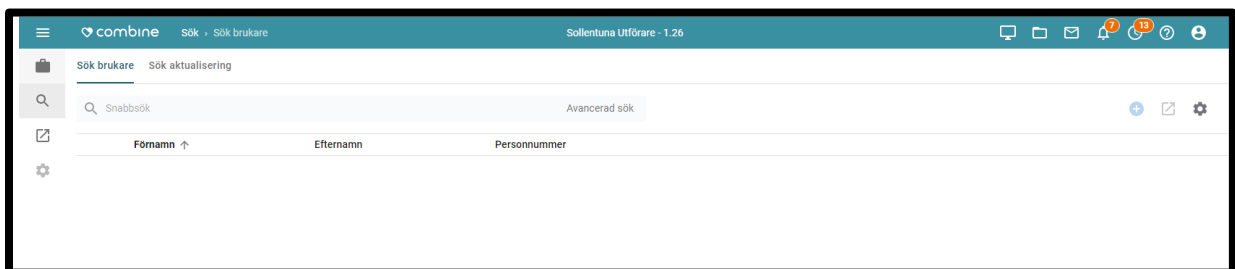 combine Sök › Sök brukare Sollentuna Utförare - 1.26 7 13
Sök brukare Sök aktualisering
Snabbsök Avancerad sök
Förnamn ↑ Efternamn Personnummer